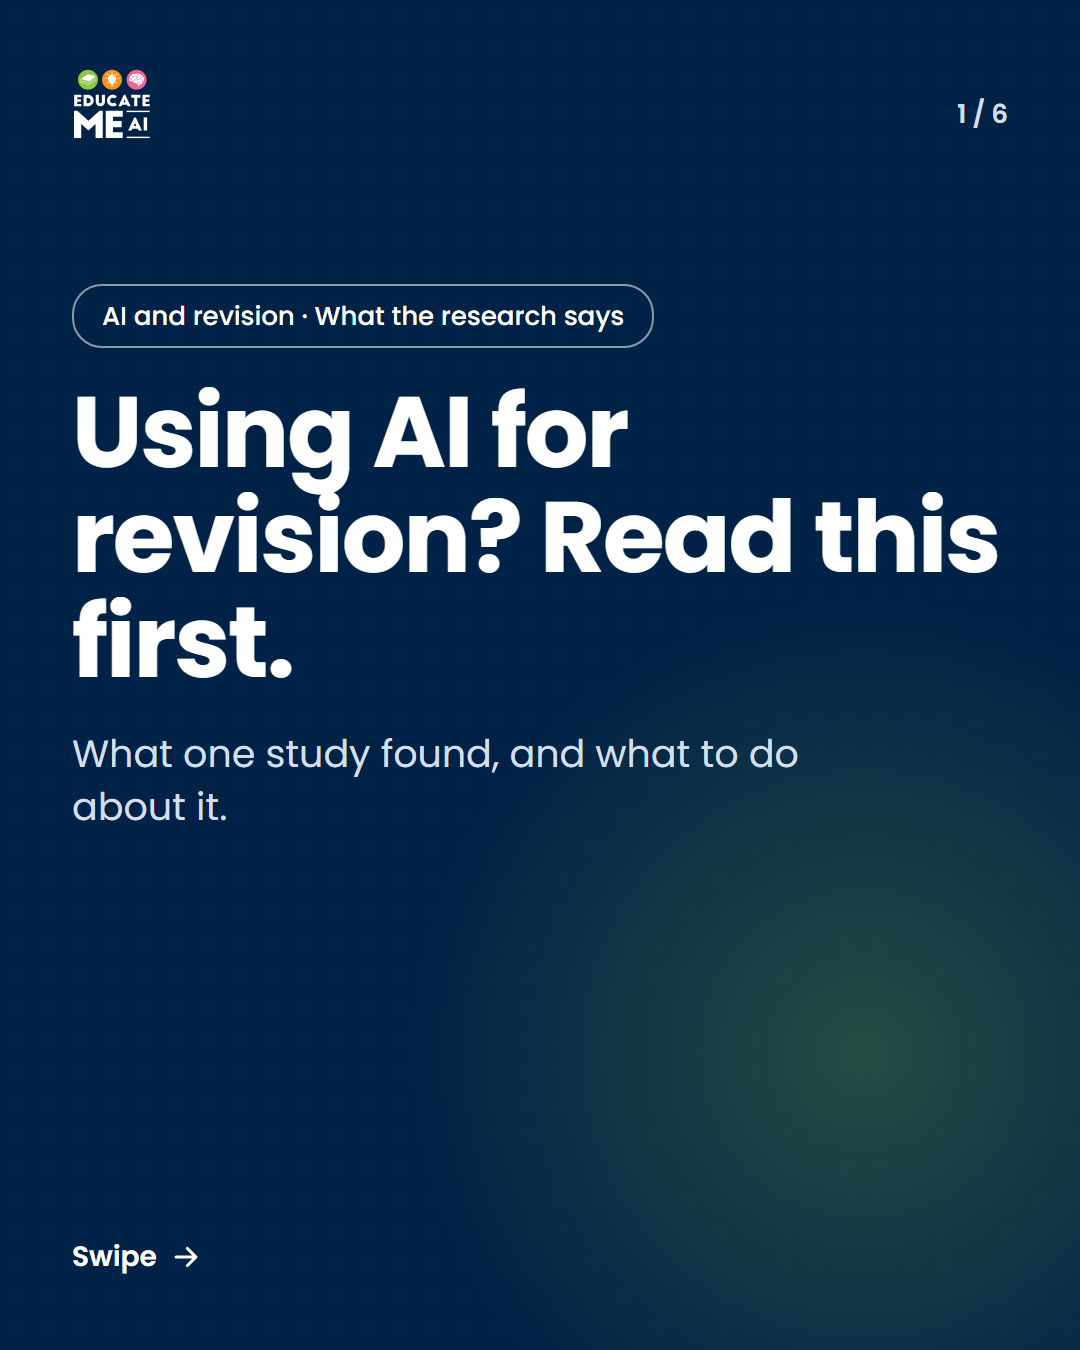 EDUCATE
ME AI
1 / 6
AI and revision · What the research says
Using AI for
revision? Read this
first.
What one study found, and what to do
about it.
Swipe →